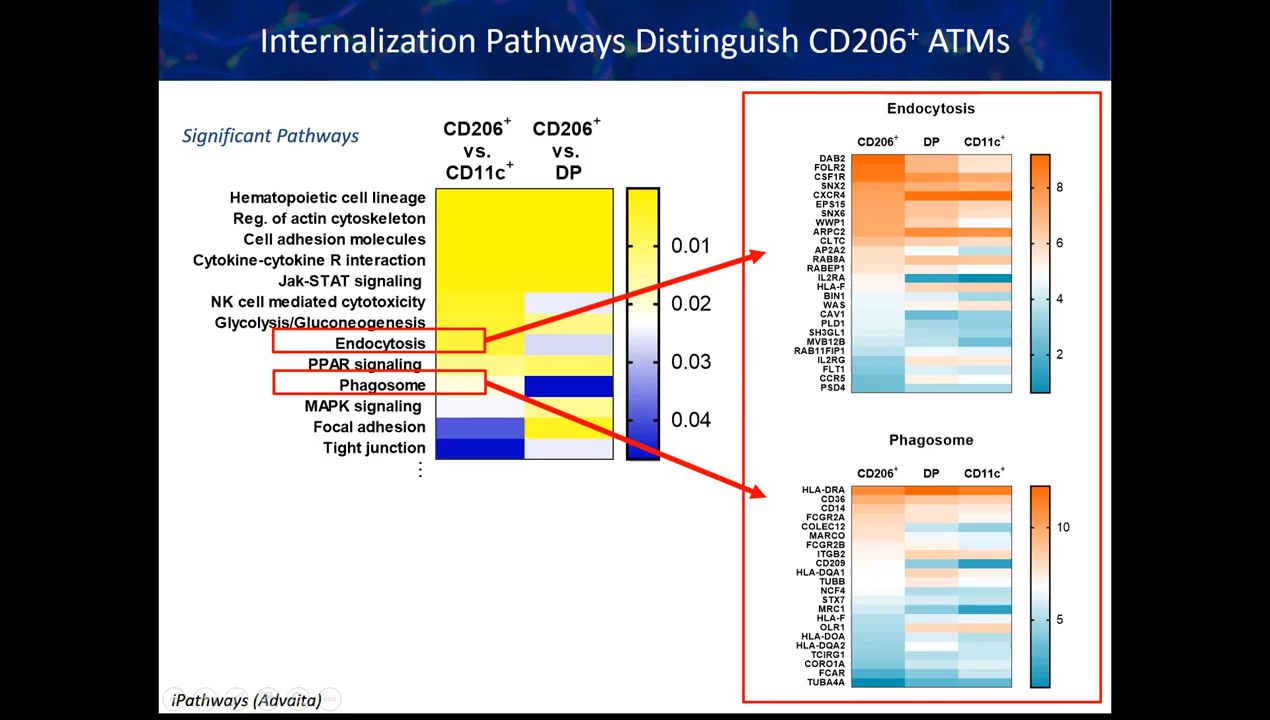 Internalization Pathways Distinguish CD206+ ATMs
Significant Pathways
CD206+ vs. CD11c+
CD206+ vs. DP
Hematopoietic cell lineage
Reg. of actin cytoskeleton
Cell adhesion molecules
Cytokine-cytokine R interaction
Jak-STAT signaling
NK cell mediated cytotoxicity
Glycolysis/Gluconeogenesis
Endocytosis
PPAR signaling
Phagosome
MAPK signaling
Focal adhesion
Tight junction
⋮
0.01
0.02
0.03
0.04
Endocytosis
CD206+ DP CD11c+
DAB2
FOLR2
CSF1R
SNX2
CXCR4
EPS15
SNX6
WWP1
ARPC2
CLTC
AP2A2
RAB8A
RABEP1
IL2RA
HLA-F
BIN1
WAS
CAV1
PLD1
SH3GL1
MVB12B
RAB11FIP1
IL2RG
FLT1
CCR5
PSD4
8
6
4
2
Phagosome
CD206+ DP CD11c+
HLA-DRA
CD36
CD14
FCGR2A
COLEC12
MARCO
FCGR2B
ITGB2
CD209
HLA-DQA1
TUBB
NCF4
STX7
MRC1
HLA-F
OLR1
HLA-DOA
HLA-DQA2
TCIRG1
CORO1A
FCAR
TUBA4A
10
5
iPathways (Advaita)